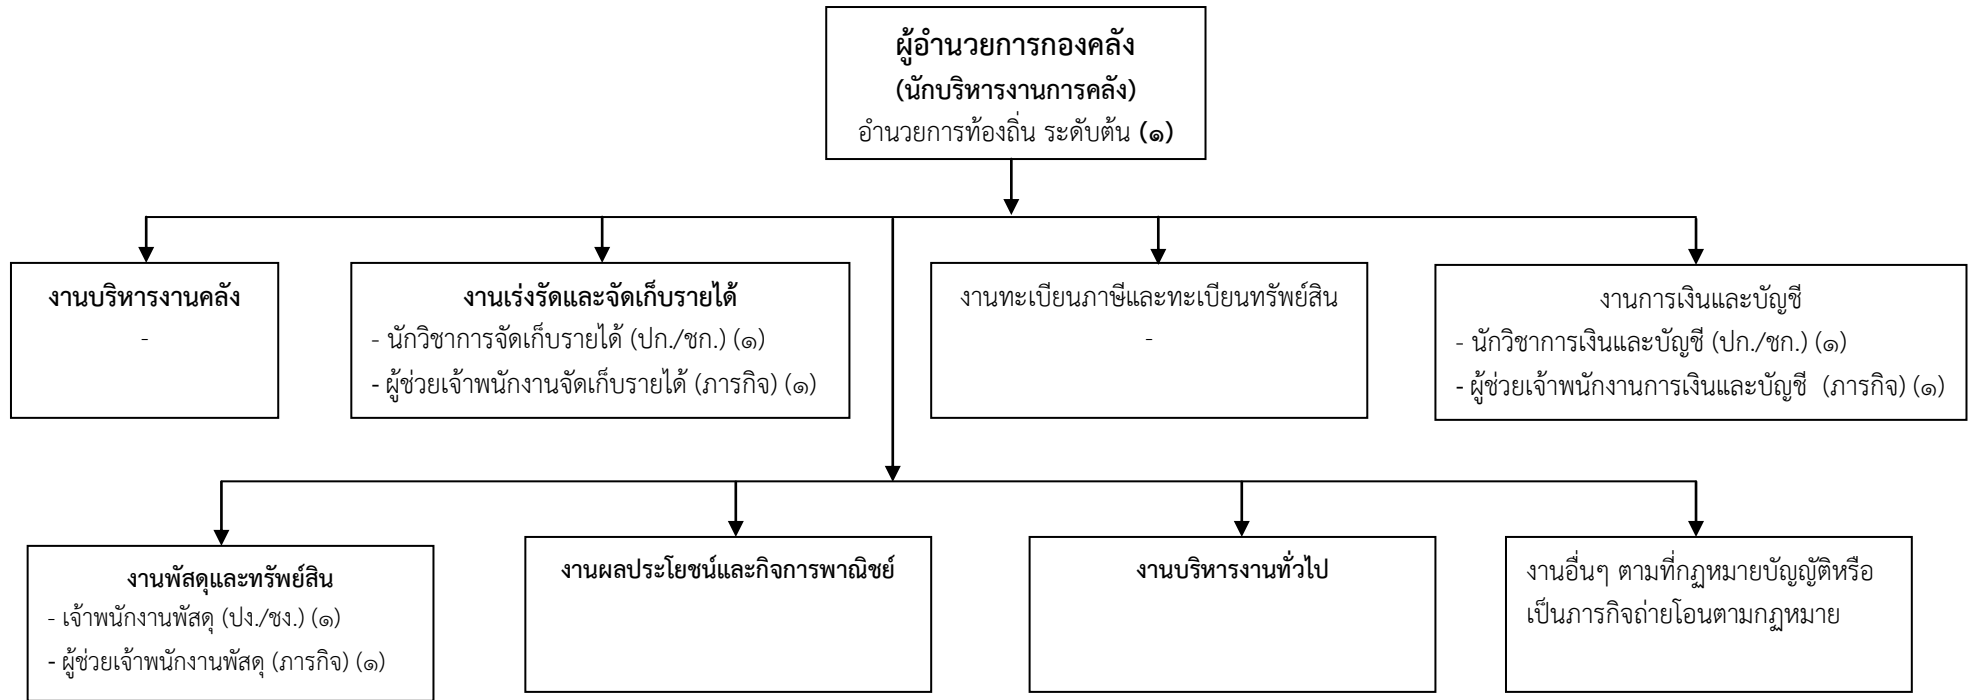 ผู้อำนวยการกองคลัง
(นักบริหารงานการคลัง)
อำนวยการท้องถิ่น ระดับต้น (๑)
งานบริหารงานคลัง
-
งานเร่งรัดและจัดเก็บรายได้
- นักวิชาการจัดเก็บรายได้ (ปก./ชก.) (๑)
- ผู้ช่วยเจ้าพนักงานจัดเก็บรายได้ (ภารกิจ) (๑)
งานทะเบียนภาษีและทะเบียนทรัพย์สิน
-
งานการเงินและบัญชี
- นักวิชาการเงินและบัญชี (ปก./ชก.) (๑)
- ผู้ช่วยเจ้าพนักงานการเงินและบัญชี (ภารกิจ) (๑)
งานพัสดุและทรัพย์สิน
- เจ้าพนักงานพัสดุ (ปง./ชง.) (๑)
- ผู้ช่วยเจ้าพนักงานพัสดุ (ภารกิจ) (๑)
งานผลประโยชน์และกิจการพาณิชย์
งานบริหารงานทั่วไป
งานอื่นๆ ตามที่กฎหมายบัญญัติหรือ
เป็นภารกิจถ่ายโอนตามกฎหมาย